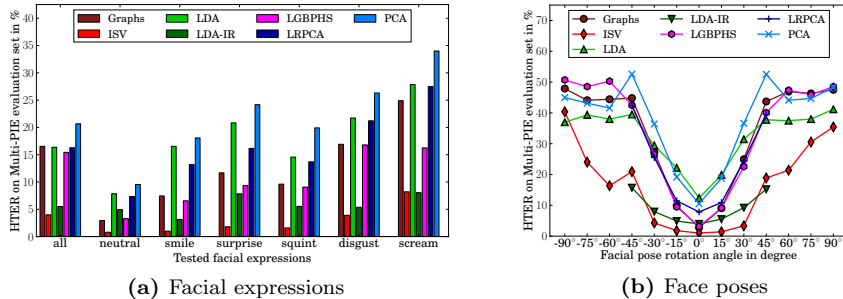 HTER on Multi-PIE evaluation set in %
40
35
30
25
20
15
10
5
0
Graphs
ISV
LDA
LDA-IR
LGBPHS
LRPCA
PCA
all neutral smile surprise squint disgust scream
Tested facial expressions
(a) Facial expressions
HTER on Multi-PIE evaluation set in %
70
60
50
40
30
20
10
0
Graphs
ISV
LDA
LDA-IR
LGBPHS
LRPCA
PCA
-90° -75° -60° -45° -30° -15° 0° 15° 30° 45° 60° 75° 90°
Facial pose rotation angle in degree
(b) Face poses